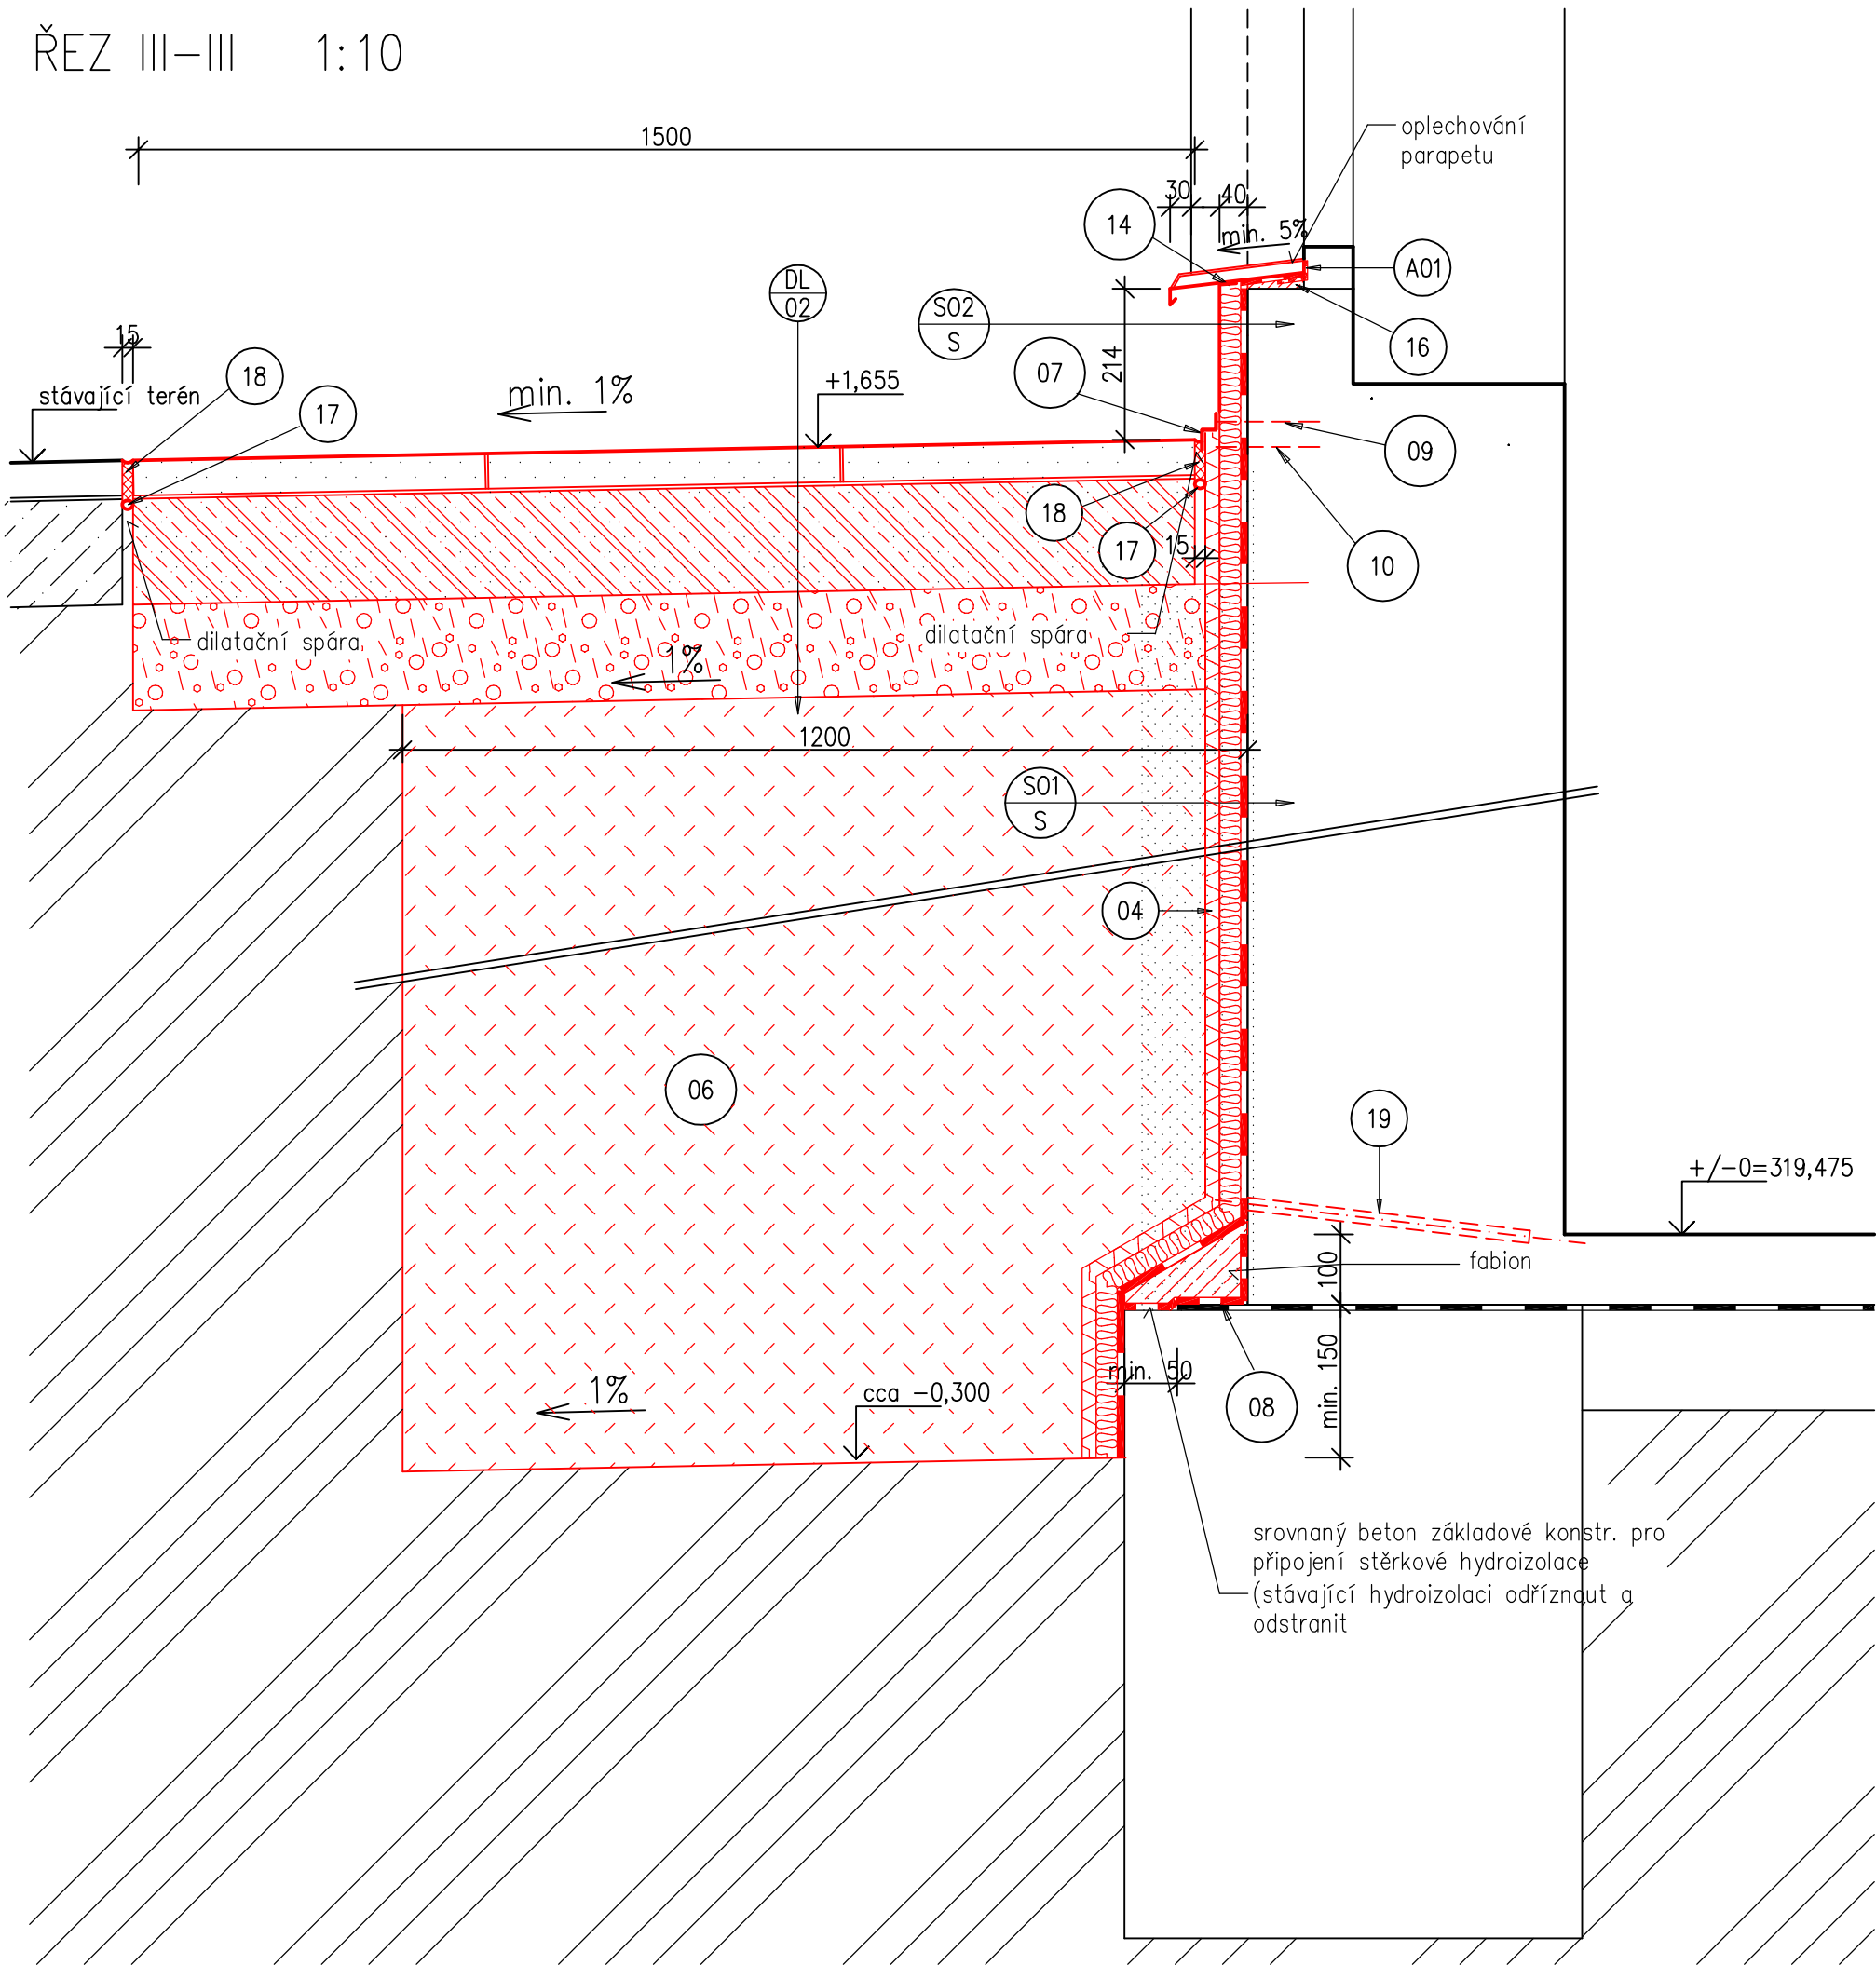 ŘEZ III-III 1:10
1500
oplechování
parapetu
30
40
14
min. 5%
A01
DL
02
S02
S
16
15
18
07
214
stávající terén
min. 1%
+1,655
17
09
18
17
15
10
dilatační spára
dilatační spára
1%
1200
S01
S
04
06
19
+/-0=319,475
100
fabion
min. 50
min. 150
1%
cca -0,300
08
srovnaný beton základové konstr. pro
připojení stěrkové hydroizolace
(stávající hydroizolaci odříznout a
odstranit